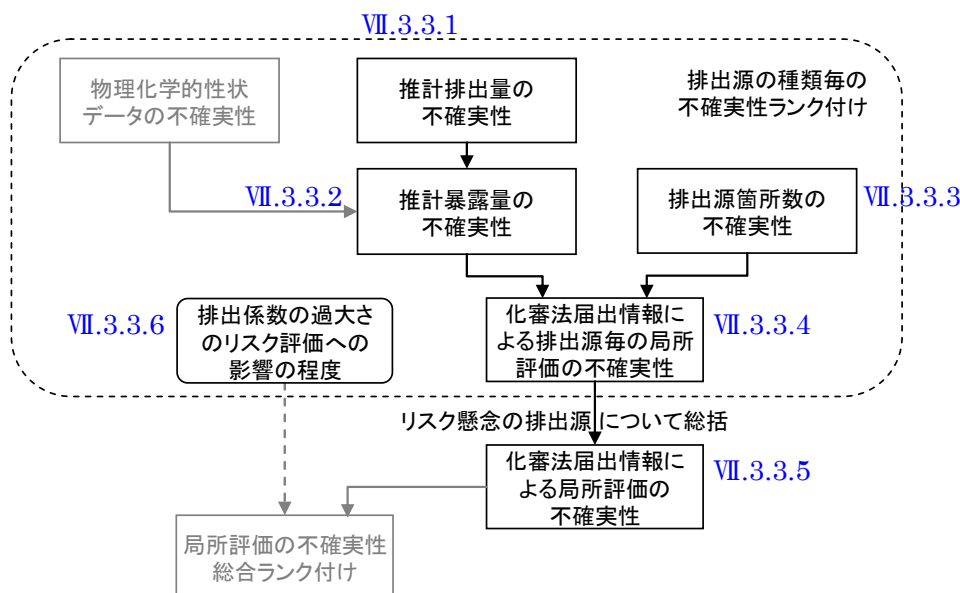 Ⅶ.3.3.1
物理化学的性状
データの不確実性
推計排出量の
不確実性
排出源の種類毎の
不確実性ランク付け
Ⅶ.3.3.2
推計暴露量の
不確実性
排出源箇所数の
不確実性
Ⅶ.3.3.3
Ⅶ.3.3.6
排出係数の過大さ
のリスク評価への
影響の程度
化審法届出情報に
よる排出源毎の局所
評価の不確実性
Ⅶ.3.3.4
リスク懸念の排出源について総括
化審法届出情報に
よる局所評価の
不確実性
Ⅶ.3.3.5
局所評価の不確実性
総合ランク付け